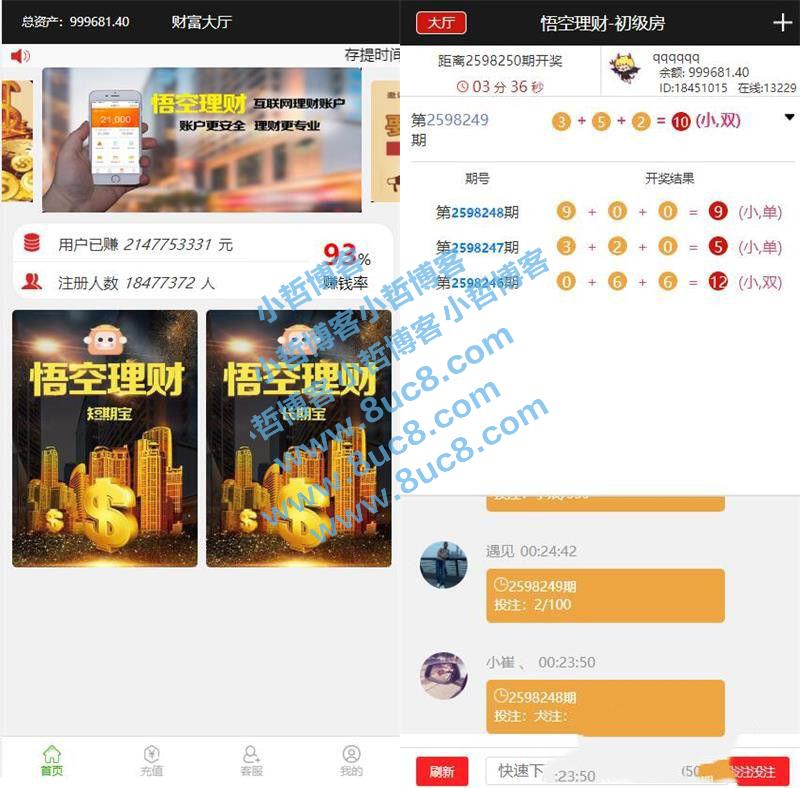 总资产：999681.40
财富大厅
存提时间
21,000
悟空理财 互联网理财账户
账户更安全 理财更专业
用户已赚 2147753331 元
注册人数 18477372 人
93%
赚钱率
悟空理财
短期宝
悟空理财
长期宝
首页
充值
客服
我的
大厅
悟空理财-初级房
距离2598250期开奖
03 分 36 秒
qqqqqq
余额: 999681.40
ID:18451015 在线:13229
第2598249期
3 + 5 + 2 = 10 (小,双)
期号
开奖结果
第2598248期
9 + 0 + 0 = 9 (小,单)
第2598247期
3 + 2 + 0 = 5 (小,单)
第2598246期
0 + 6 + 6 = 12 (小,双)
遇见 00:24:42
2598249期
投注：2/100
小崔 、 00:23:50
2598248期
投注：
刷新
快速下
:23:50
小哲博客 小哲博客
小哲博客 小哲博客
哲博客
www.8uc8.com
www.8uc8.com
www.8uc8.com